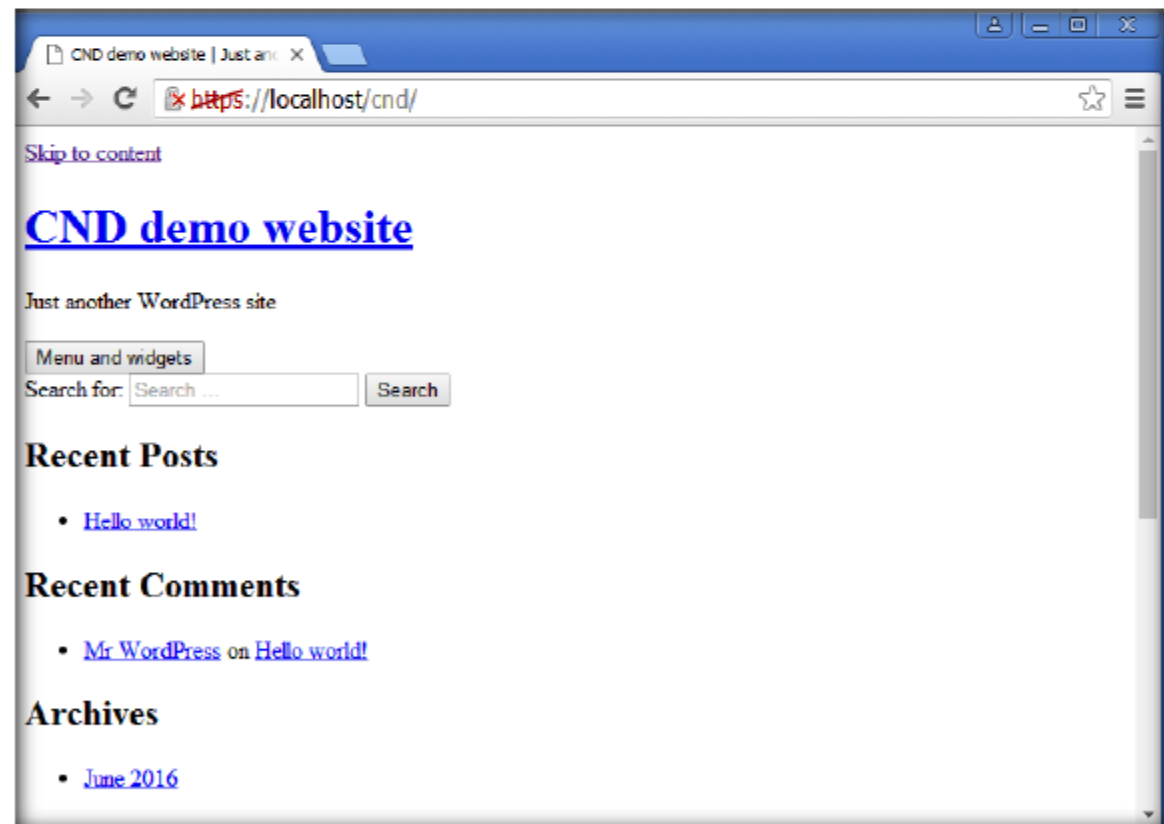 CND demo website | Just an
https://localhost/cnd/
Skip to content
CND demo website
Just another WordPress site
Menu and widgets
Search for: Search ... Search
Recent Posts
Hello world!
Recent Comments
Mr WordPress on Hello world!
Archives
June 2016